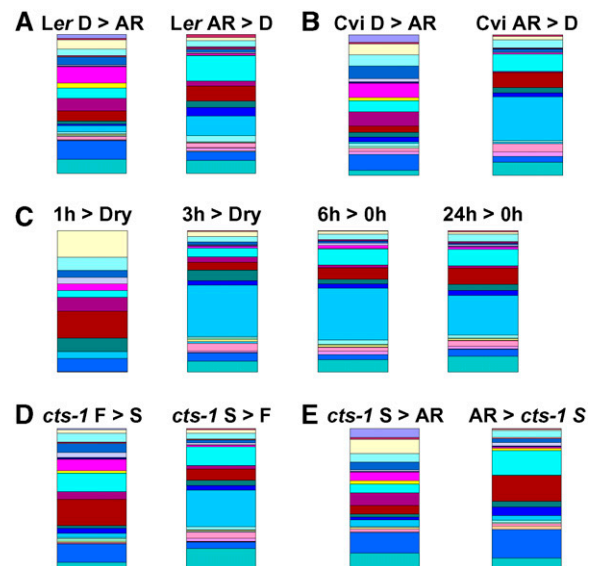 A Ler D > AR Ler AR > D B Cvi D > AR Cvi AR > D
C 1h > Dry 3h > Dry 6h > 0h 24h > 0h
D cts-1 F > S cts-1 S > F E cts-1 S > AR AR > cts-1 S